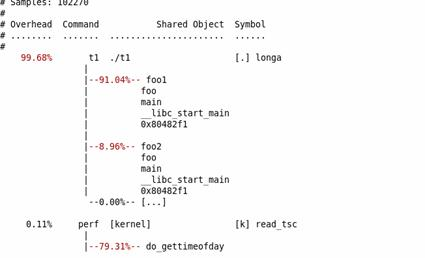 # Samples: 102270
#
# Overhead  Command           Shared Object  Symbol
# ........  .......  ......................  ......
#
    99.68%       t1  ./t1                    [.] longa
                |
                |--91.04%-- foo1
                |          foo
                |          main
                |          __libc_start_main
                |          0x80482f1
                |
                |--8.96%-- foo2
                |          foo
                |          main
                |          __libc_start_main
                |          0x80482f1
                 --0.00%-- [...]

     0.11%     perf  [kernel]                [k] read_tsc
                |
                |--79.31%-- do_gettimeofday